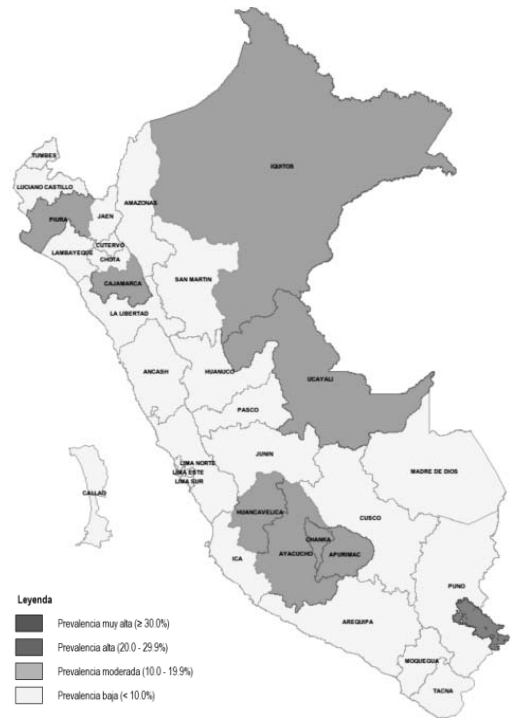 TUMBES
LUCIANO CASTILLO
PIURA
LAMBAYEQUE
JAEN
CUTERVO
CHOTA
CAJAMARCA
AMAZONAS
IQUITOS
SAN MARTIN
LA LIBERTAD
ANCASH
HUANUCO
UCAYALI
PASCO
JUNIN
LIMA NORTE
LIMA ESTE
LIMA SUR
CALLAO
MADRE DE DIOS
HUANCAVELICA
CUSCO
CHANKA
AYACUCHO
APURIMAC
ICA
PUNO
AREQUIPA
MOQUEGUA
TACNA
Leyenda
Prevalencia muy alta (≥ 30.0%)
Prevalencia alta (20.0 - 29.9%)
Prevalencia moderada (10.0 - 19.9%)
Prevalencia baja (< 10.0%)